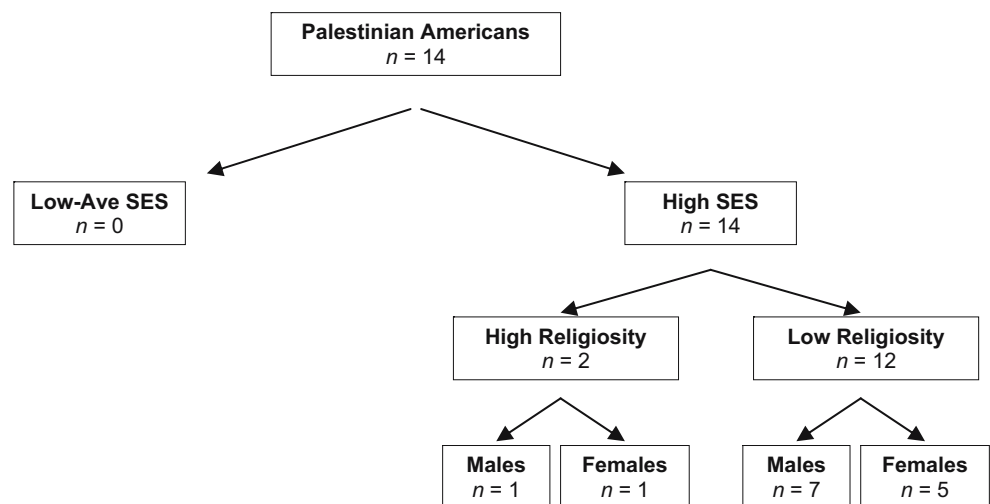 Palestinian Americans
n = 14
Low-Ave SES
n = 0
High SES
n = 14
High Religiosity
n = 2
Low Religiosity
n = 12
Males
n = 1
Females
n = 1
Males
n = 7
Females
n = 5